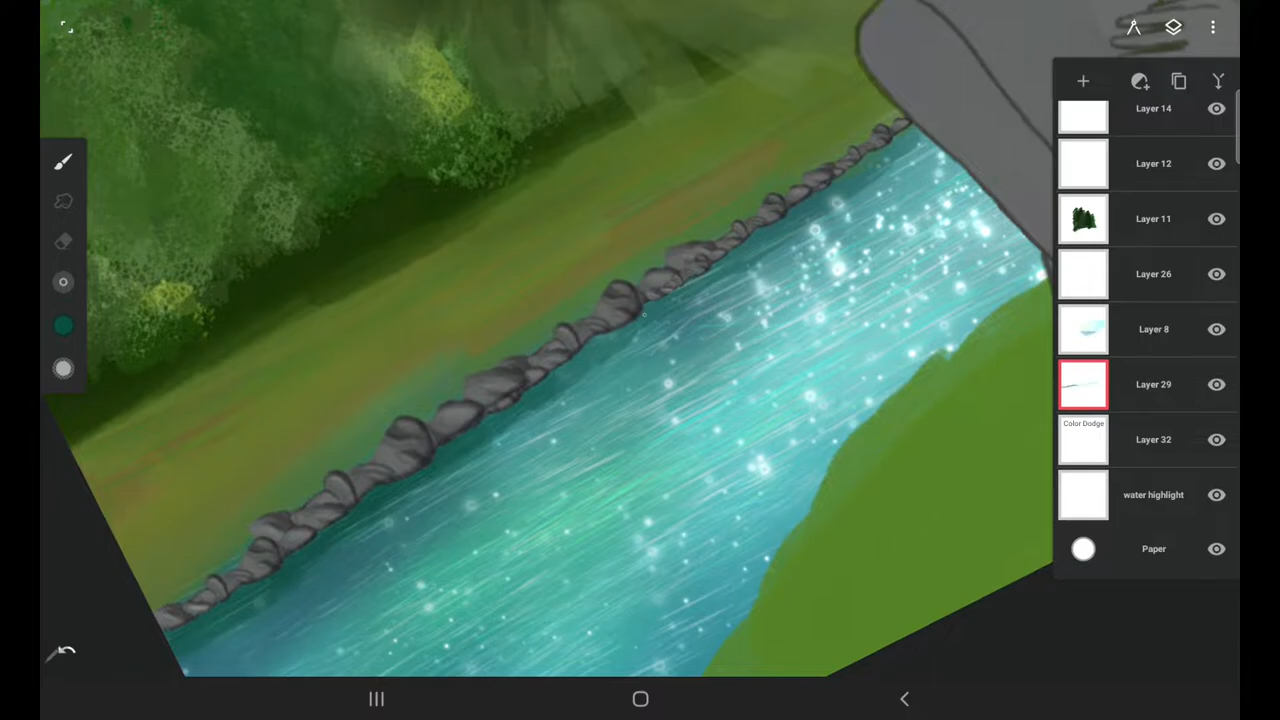 Layer 14
Layer 12
Layer 11
Layer 26
Layer 8
Layer 29
Color Dodge
Layer 32
water highlight
Paper